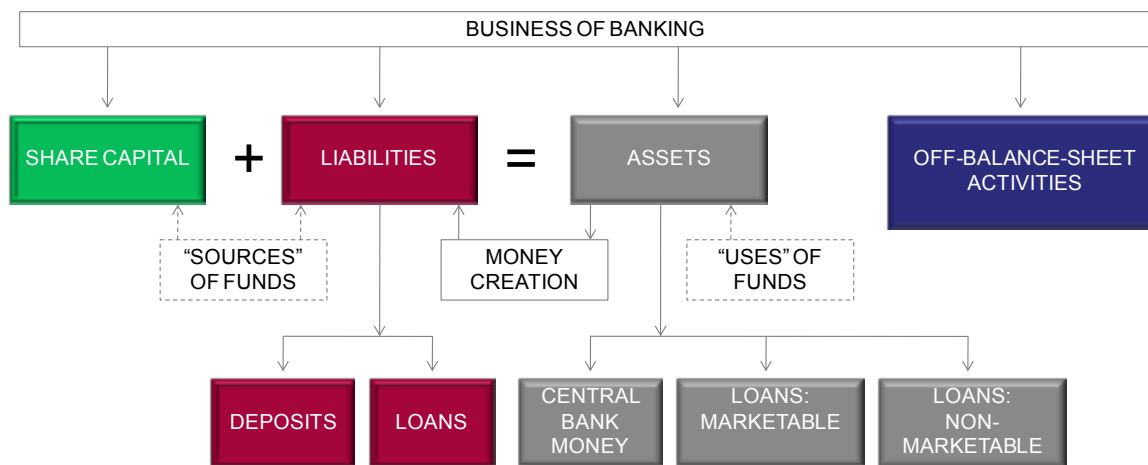 BUSINESS OF BANKING
SHARE CAPITAL
+
LIABILITIES
=
ASSETS
OFF-BALANCE-SHEET
ACTIVITIES
“SOURCES”
OF FUNDS
MONEY
CREATION
“USES” OF
FUNDS
DEPOSITS
LOANS
CENTRAL
BANK
MONEY
LOANS:
MARKETABLE
LOANS:
NON-
MARKETABLE